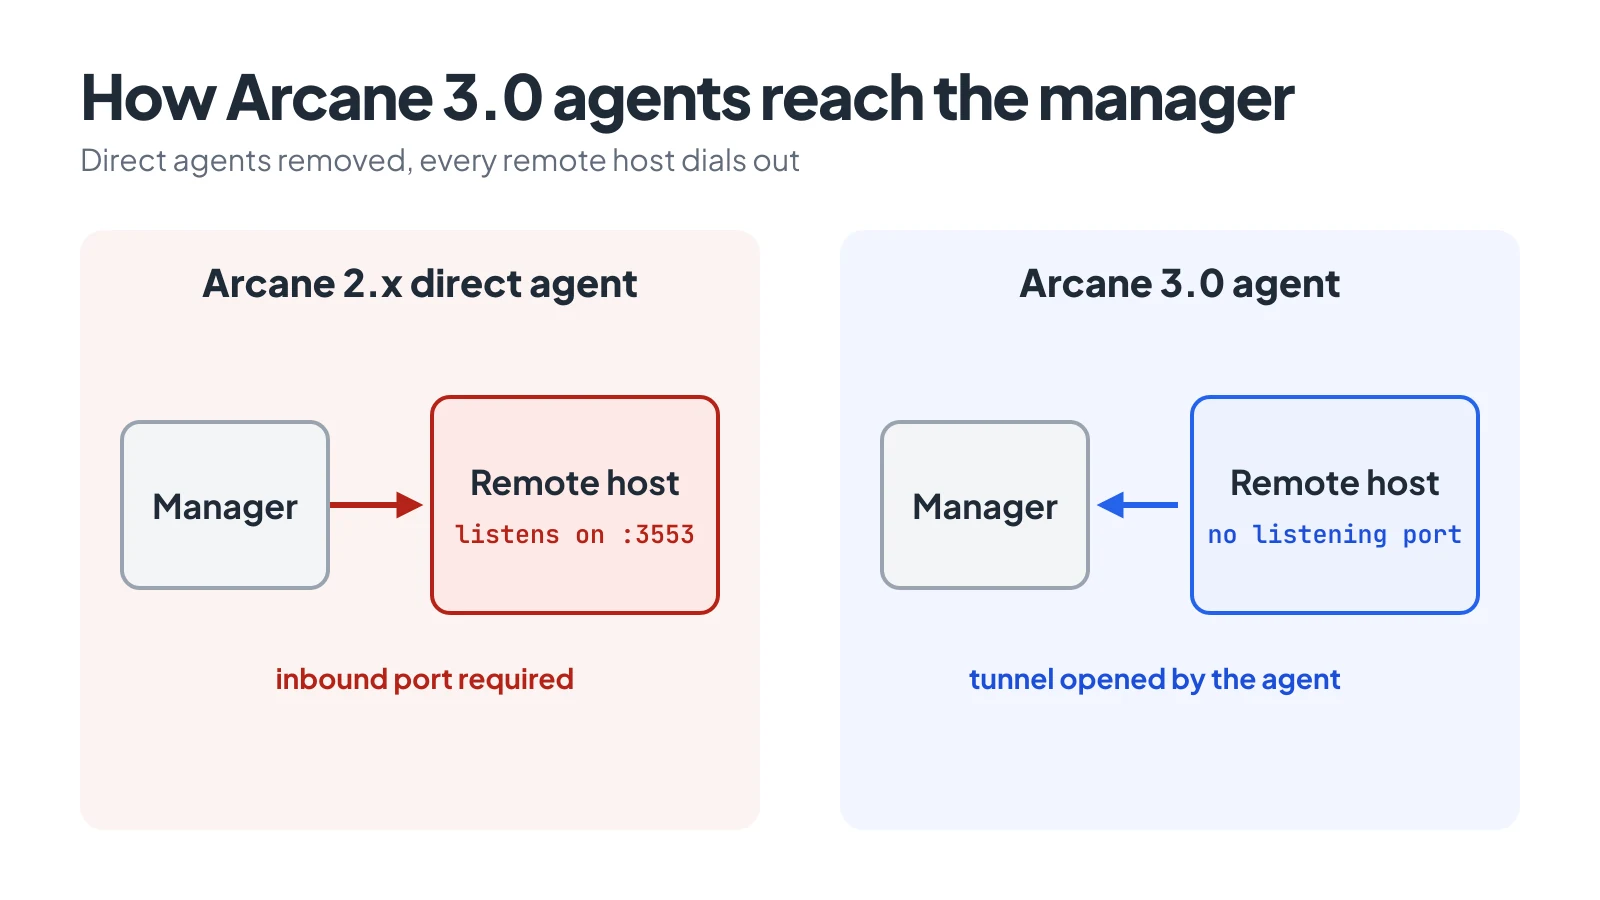 How Arcane 3.0 agents reach the manager
Direct agents removed, every remote host dials out
Arcane 2.x direct agent
Manager
Remote host
listens on :3553
inbound port required
Arcane 3.0 agent
Manager
Remote host
no listening port
tunnel opened by the agent